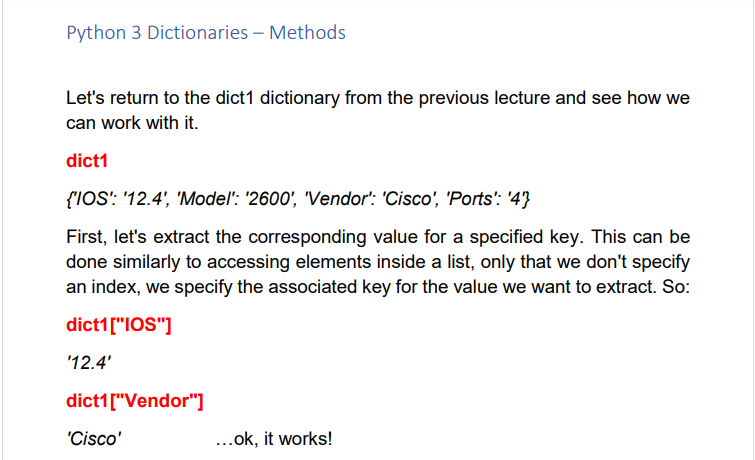 Python 3 Dictionaries – Methods
Let's return to the dict1 dictionary from the previous lecture and see how we
can work with it.
dict1
{'IOS': '12.4', 'Model': '2600', 'Vendor': 'Cisco', 'Ports': '4'}
First, let's extract the corresponding value for a specified key. This can be
done similarly to accessing elements inside a list, only that we don't specify
an index, we specify the associated key for the value we want to extract. So:
dict1["IOS"]
'12.4'
dict1["Vendor"]
'Cisco' …ok, it works!